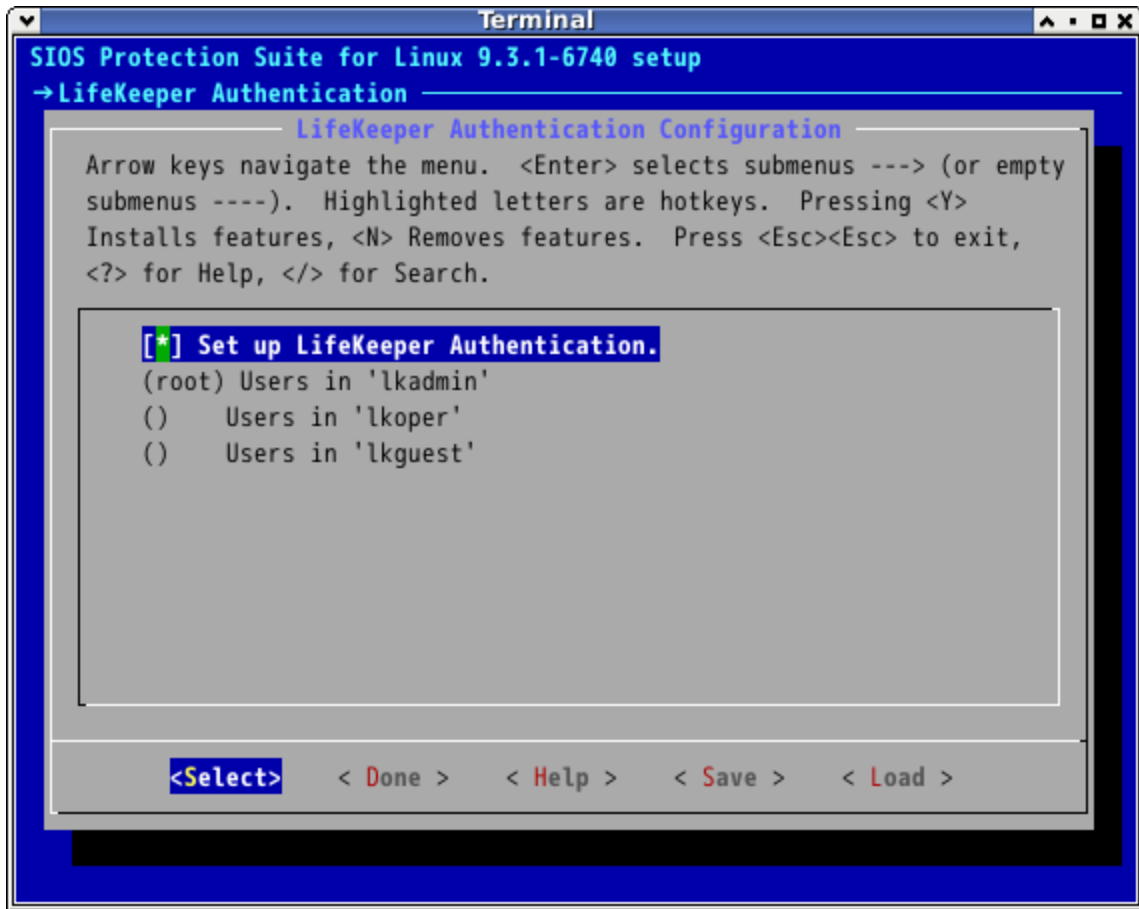 Terminal
SIOS Protection Suite for Linux 9.3.1-6740 setup
→LifeKeeper Authentication
LifeKeeper Authentication Configuration
Arrow keys navigate the menu.  <Enter> selects submenus ---> (or empty
submenus ----).  Highlighted letters are hotkeys.  Pressing <Y>
Installs features, <N> Removes features.  Press <Esc><Esc> to exit,
<?> for Help, </> for Search.
[*] Set up LifeKeeper Authentication.
(root) Users in 'lkadmin'
()    Users in 'lkoper'
()    Users in 'lkguest'
<Select>    < Done >    < Help >    < Save >    < Load >